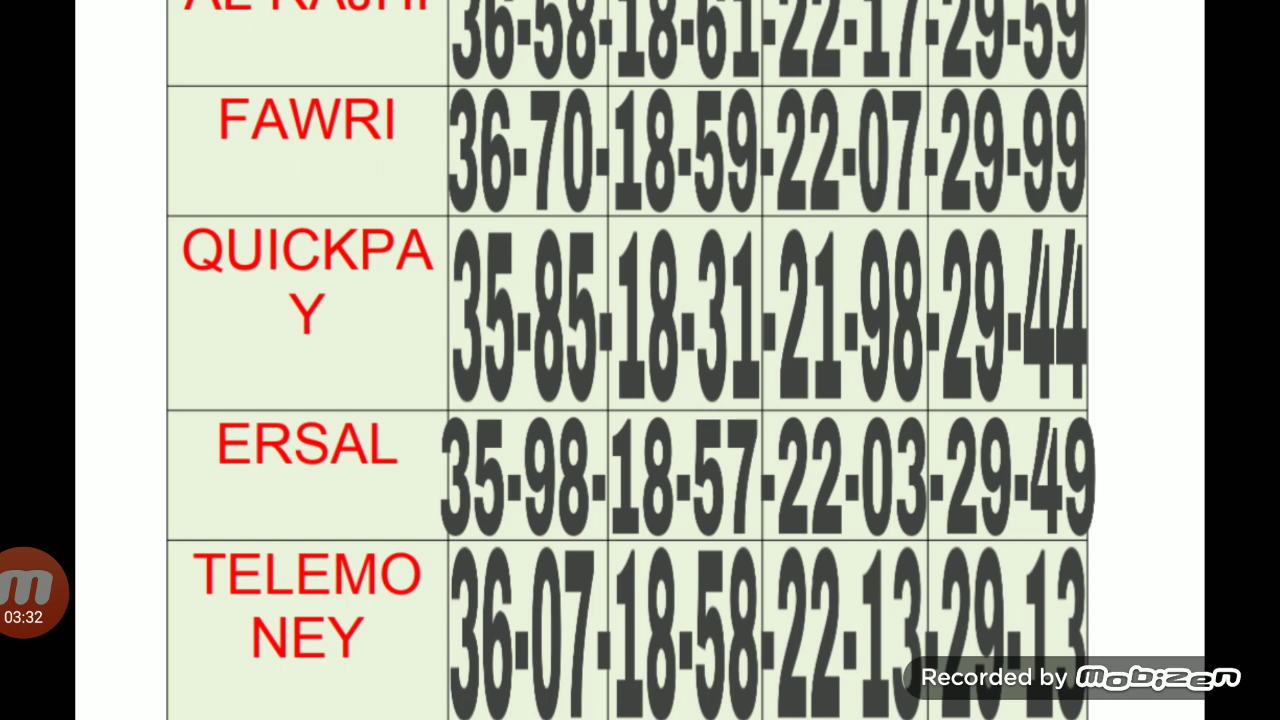 AL RAJHI 36-58-18-61-22-17-29-59
FAWRI 36-70-18-59-22-07-29-99
QUICKPA 35-85-18-31-21-98-29-44
Y
ERSAL 35-98-18-57-22-03-29-49
TELEMO 36-07-18-58-22-13-29-13
NEY
03:32
Recorded by mobizen